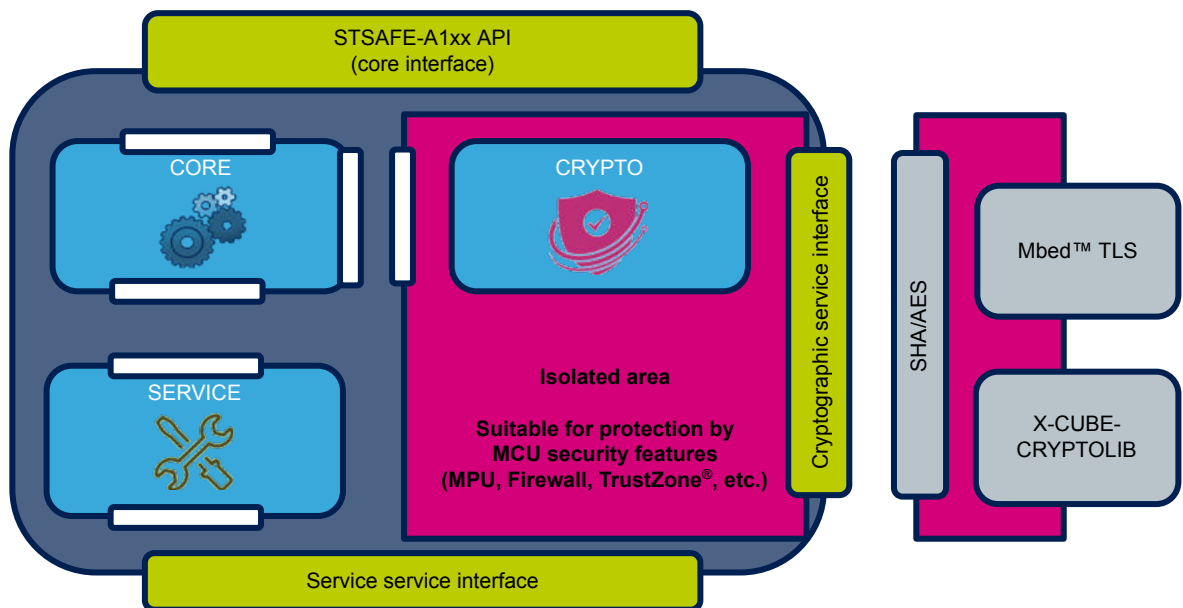 STSAFE-A1xx API
(core interface)
CORE
CRYPTO
SERVICE
Isolated area
Suitable for protection by
MCU security features
(MPU, Firewall, TrustZone®, etc.)
Cryptographic service interface
Service service interface
SHA/AES
Mbed™ TLS
X-CUBE-
CRYPTOLIB